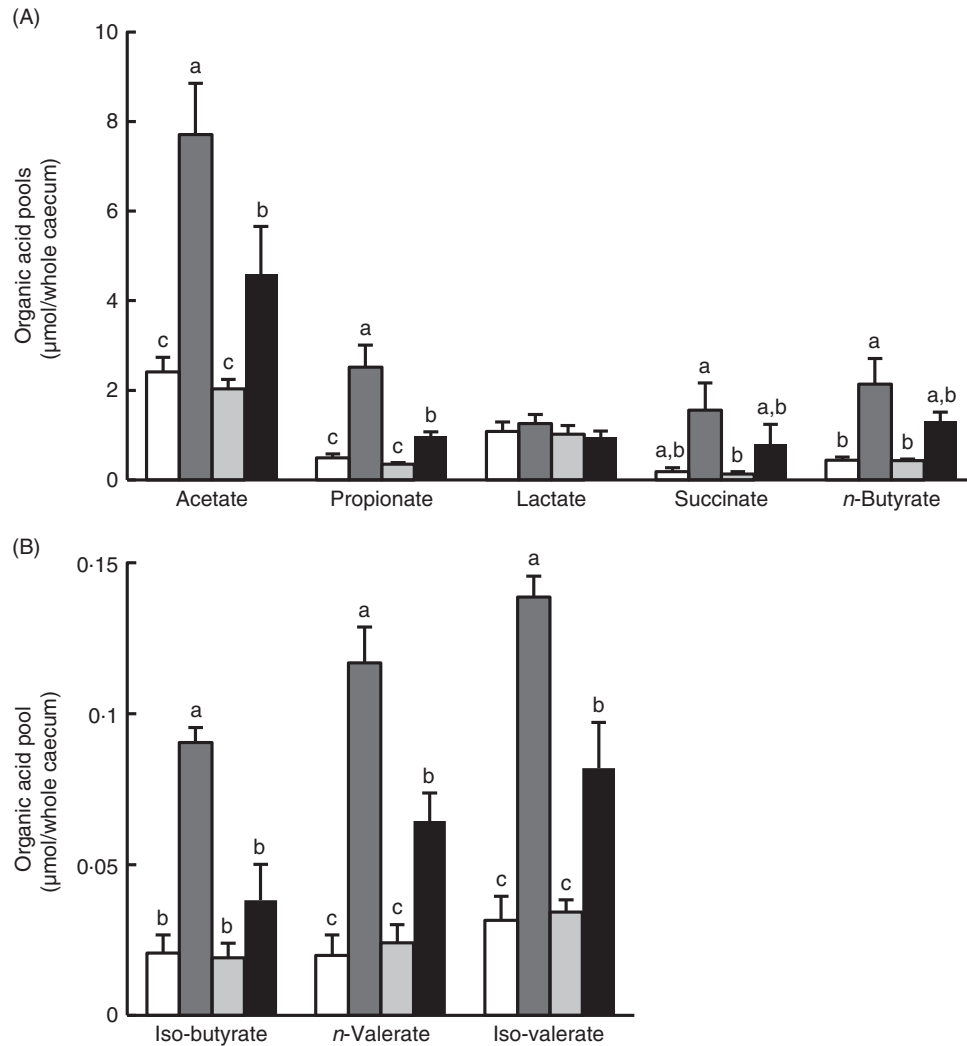 (A)
Organic acid pools
(µmol/whole caecum)
10
8
6
4
2
0
a
b
c
c
a
b
c
c
a
a,b
a,b
b
a
a,b
b
b
Acetate
Propionate
Lactate
Succinate
n-Butyrate
(B)
Organic acid pool
(µmol/whole caecum)
0·15
0·1
0·05
0
a
b
b
b
a
b
c
c
a
b
c
c
Iso-butyrate
n-Valerate
Iso-valerate